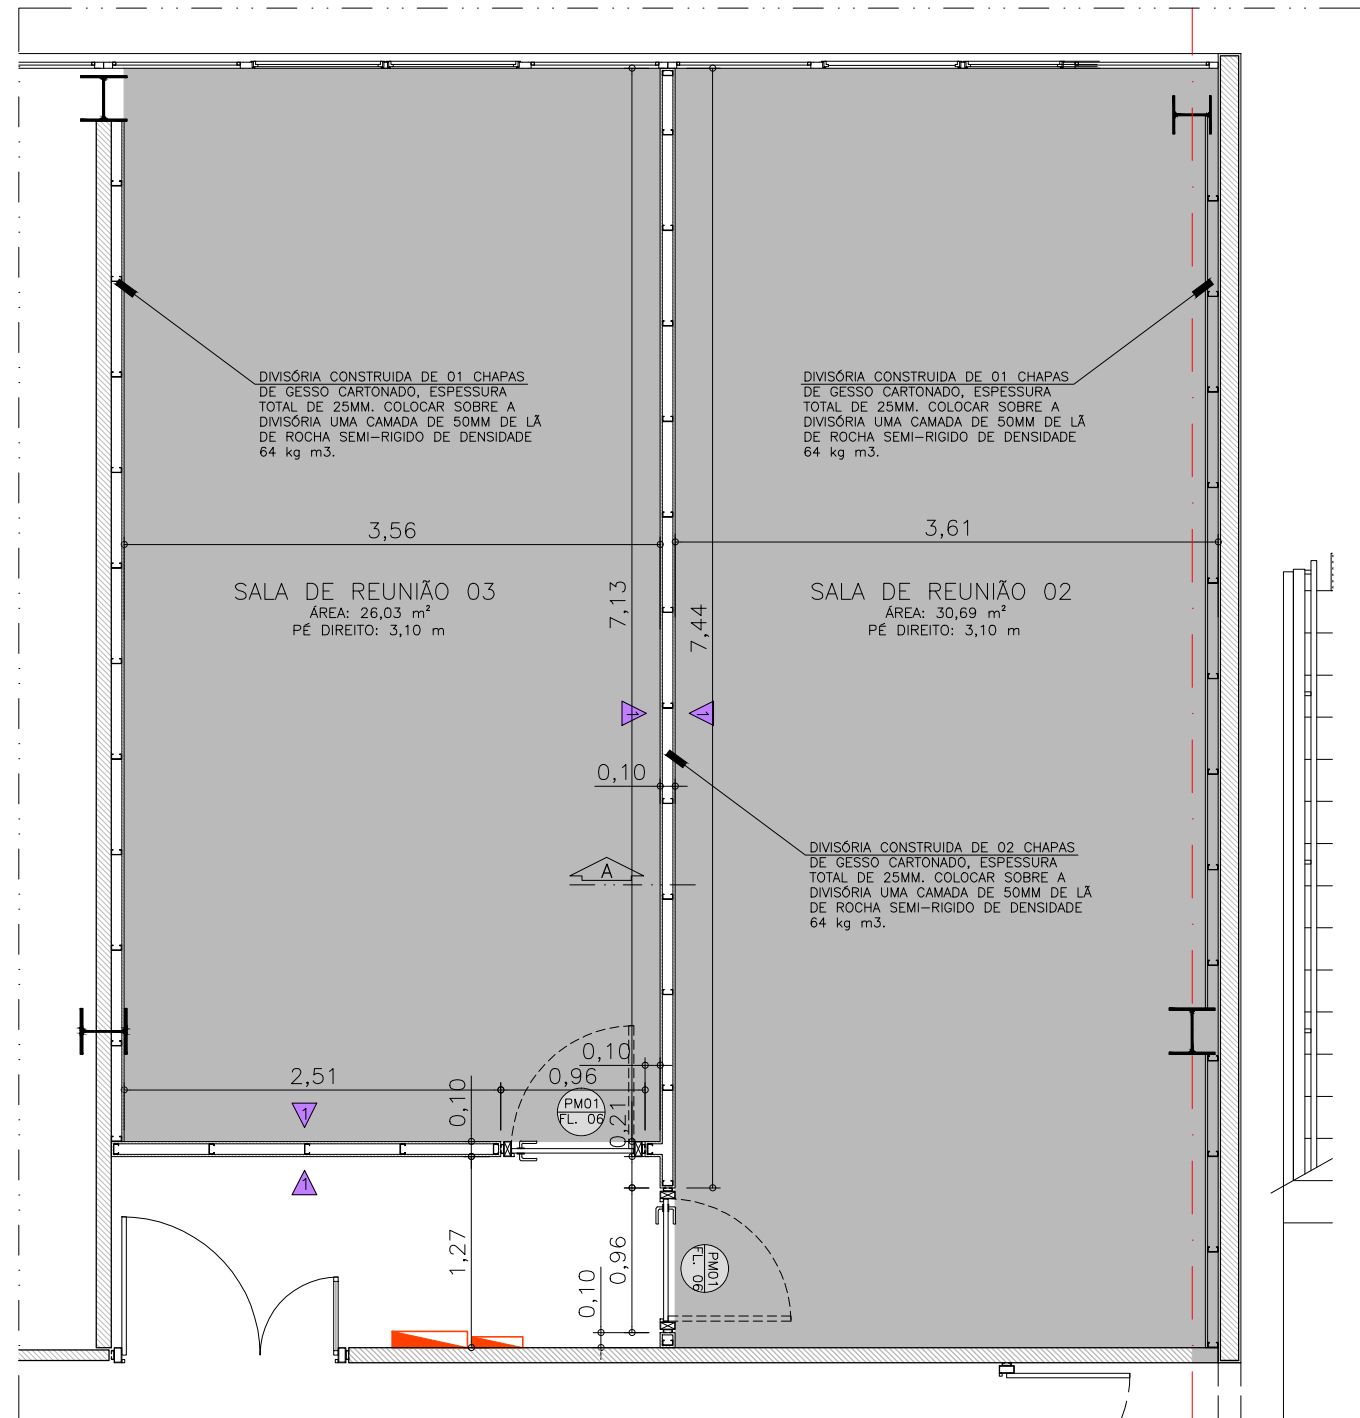 DIVISÓRIA CONSTRUIDA DE 01 CHAPAS
DE GESSO CARTONADO, ESPESSURA
TOTAL DE 25MM. COLOCAR SOBRE A
DIVISÓRIA UMA CAMADA DE 50MM DE LÃ
DE ROCHA SEMI-RIGIDO DE DENSIDADE
64 kg m3.
DIVISÓRIA CONSTRUIDA DE 01 CHAPAS
DE GESSO CARTONADO, ESPESSURA
TOTAL DE 25MM. COLOCAR SOBRE A
DIVISÓRIA UMA CAMADA DE 50MM DE LÃ
DE ROCHA SEMI-RIGIDO DE DENSIDADE
64 kg m3.
3,56
3,61
SALA DE REUNIÃO 03
ÁREA: 26,03 m²
PÉ DIREITO: 3,10 m
7,13
7,44
SALA DE REUNIÃO 02
ÁREA: 30,69 m²
PÉ DIREITO: 3,10 m
1
1
0,10
DIVISÓRIA CONSTRUIDA DE 02 CHAPAS
DE GESSO CARTONADO, ESPESSURA
TOTAL DE 25MM. COLOCAR SOBRE A
DIVISÓRIA UMA CAMADA DE 50MM DE LÃ
DE ROCHA SEMI-RIGIDO DE DENSIDADE
64 kg m3.
A
0,10
2,51
0,96
0,10
PM01
FL. 06
0,21
1
1
1,27
0,96
0,10
PM01
FL. 06